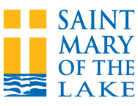 SAINT
MARY
OF THE
LAKE